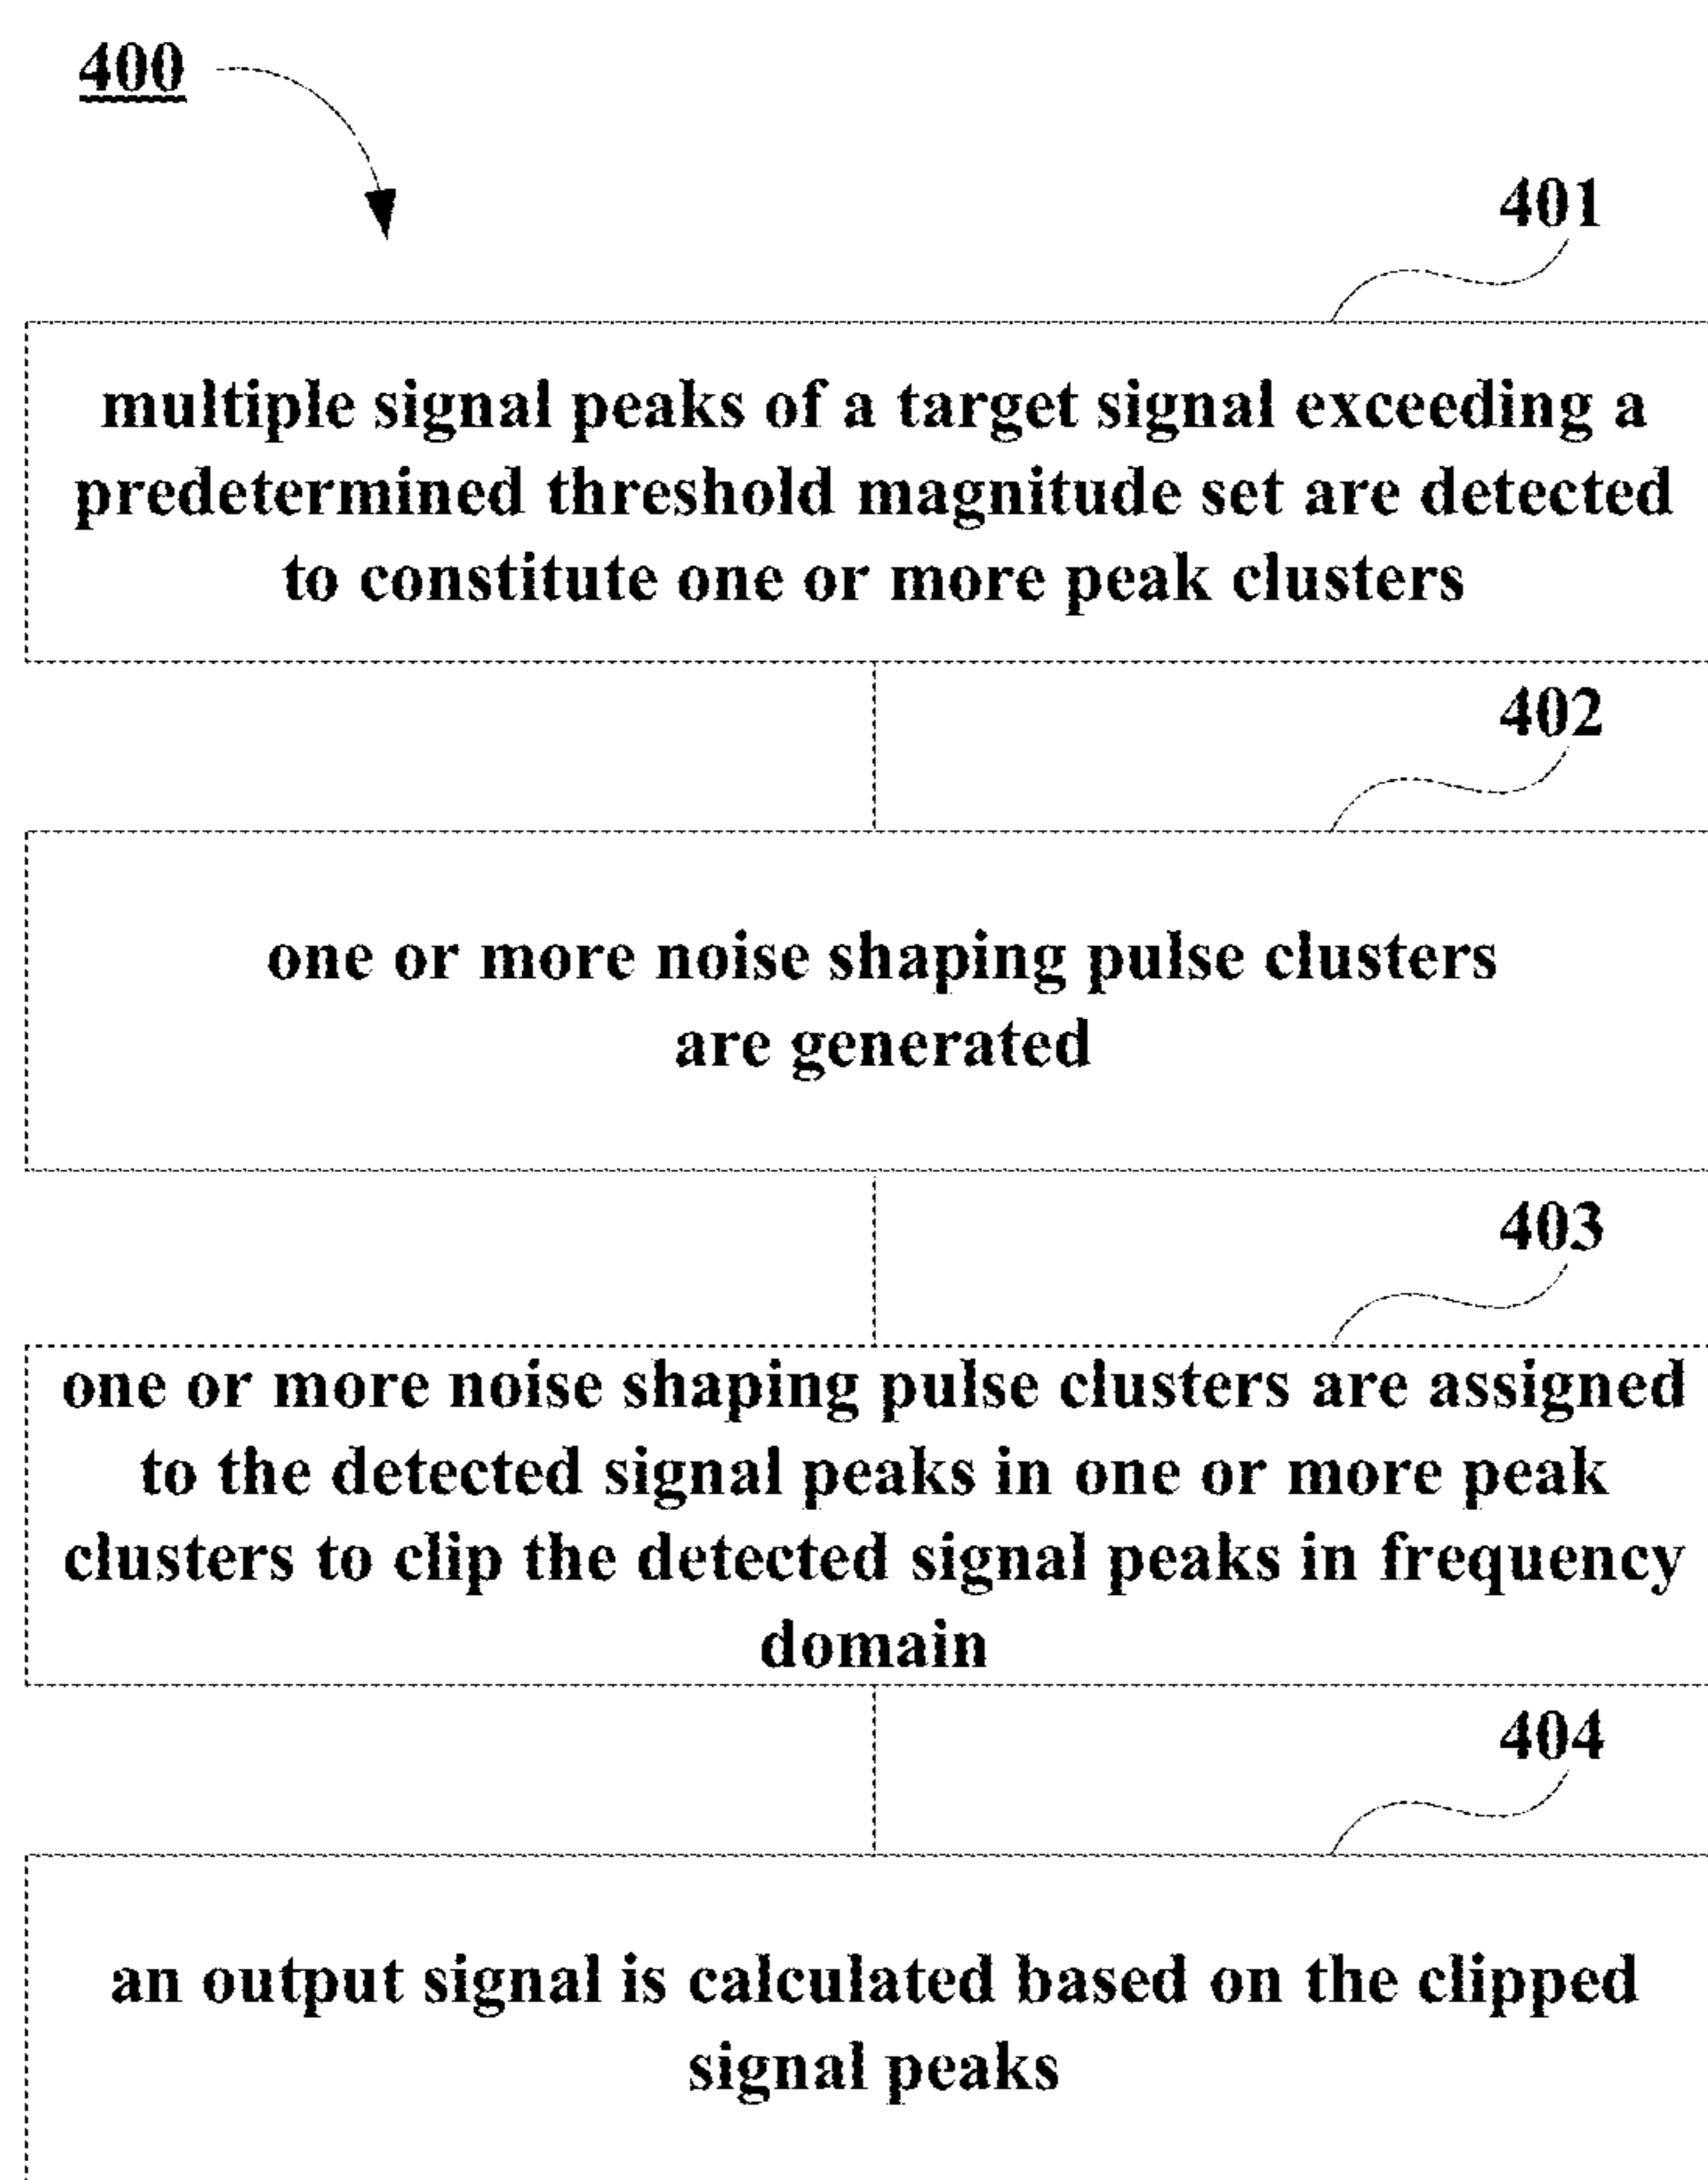 400
401
multiple signal peaks of a target signal exceeding a
predetermined threshold magnitude set are detected
to constitute one or more peak clusters
402
one or more noise shaping pulse clusters
are generated
403
one or more noise shaping pulse clusters are assigned
to the detected signal peaks in one or more peak
clusters to clip the detected signal peaks in frequency
domain
404
an output signal is calculated based on the clipped
signal peaks